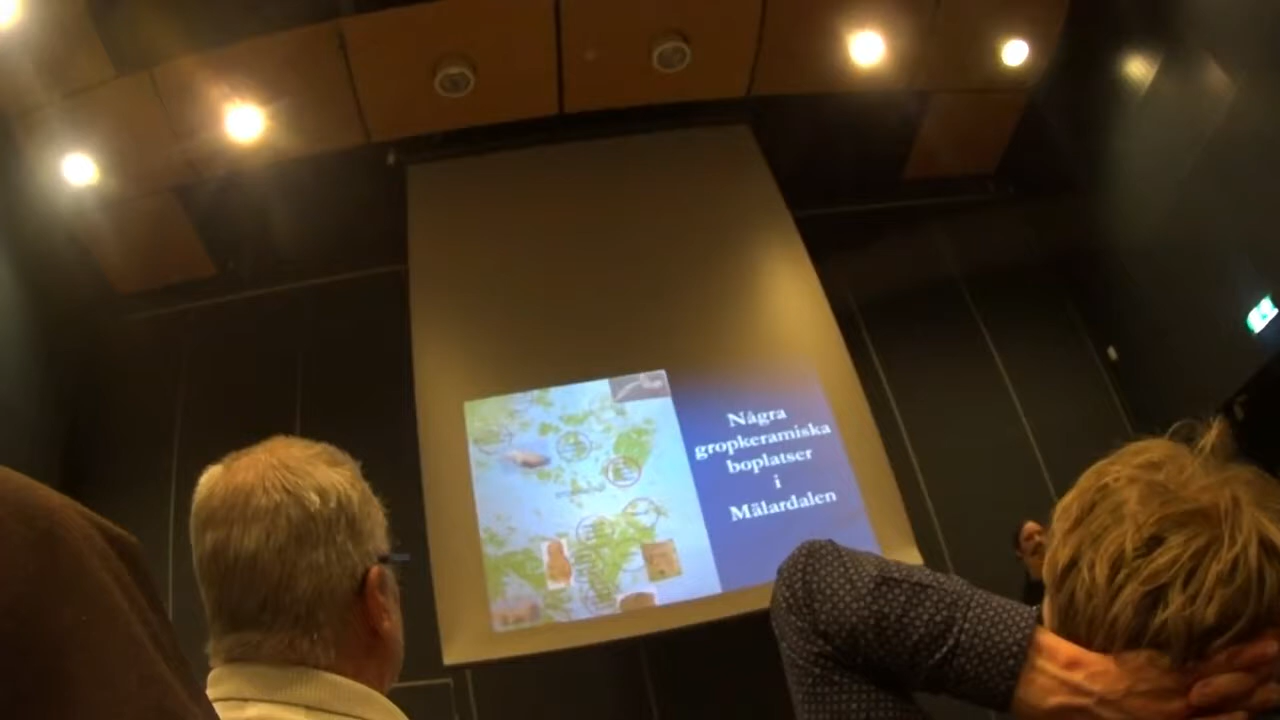 Några
gropkeramiska
boplatser
i
Mälardalen